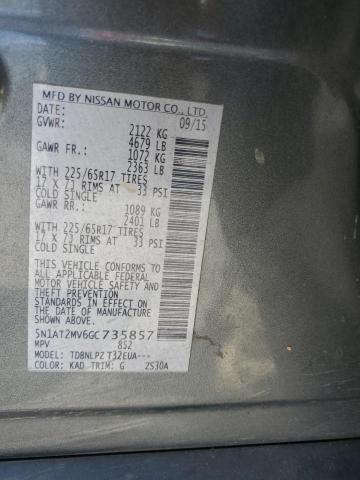 MFD BY NISSAN MOTOR CO., LTD.
DATE: 09/15
GVWR: 2122 KG
4679 LB
GAWR FR: 1072 KG
2363 LB
WITH 225/65R17 TIRES
17 X 7J RIMS AT 33 PSI
COLD SINGLE
GAWR RR: 1089 KG
2401 LB
WITH 225/65R17 TIRES
17 X 7J RIMS AT 33 PSI
COLD SINGLE
THIS VEHICLE CONFORMS TO
ALL APPLICABLE FEDERAL
MOTOR VEHICLE SAFETY AND
THEFT PREVENTION
STANDARDS IN EFFECT ON
THE DATE OF MANUFACTURE
SHOWN ABOVE.
5N1AT2MV6GC735857
MPV 852
MODEL: TDBNLPZ T32EUA---
COLOR: KAD TRIM: G 2530A